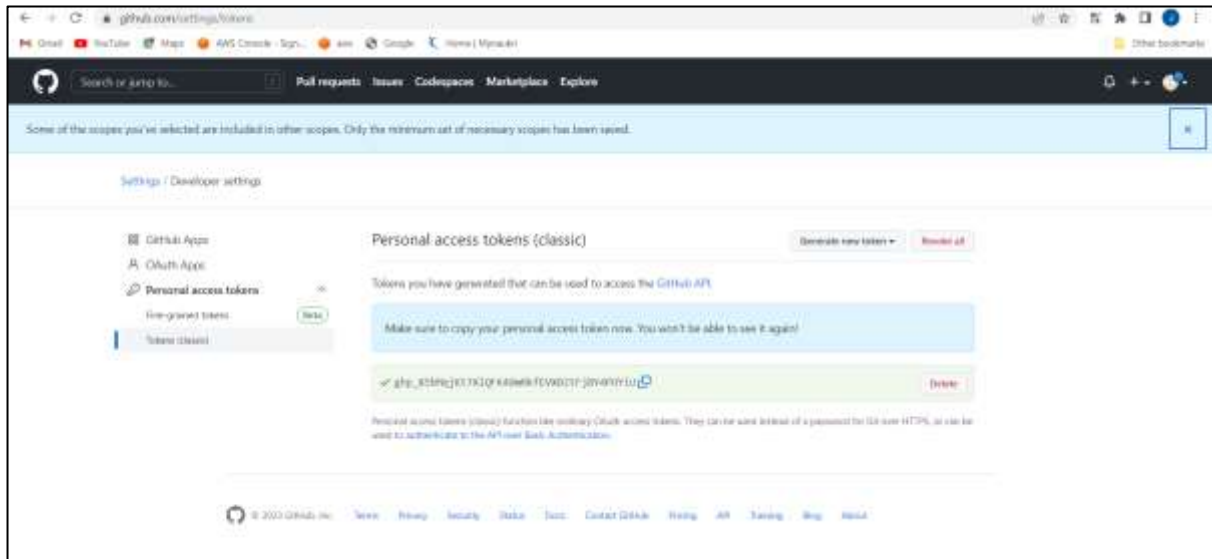 github.com/settings/tokens
Gmail YouTube Maps AWS Console - Sign... aws Google Home | Other bookmarks
Search or jump to... / Pull requests Issues Codespaces Marketplace Explore
Some of the scopes you've selected are included in other scopes. Only the minimum set of necessary scopes has been saved.
Settings / Developer settings
GitHub Apps
OAuth Apps
Personal access tokens
Fine-grained tokens Beta
Tokens (classic)
Personal access tokens (classic) Generate new token Revoke all
Tokens you have generated that can be used to access the GitHub API.
Make sure to copy your personal access token now. You won't be able to see it again!
Delete
Personal access tokens (classic) function like ordinary OAuth access tokens. They can be used instead of a password for Git over HTTPS, or can be
used to authenticate to the API over Basic Authentication.
© 2023 GitHub, Inc. Terms Privacy Security Status Docs Contact GitHub Pricing API Training Blog About